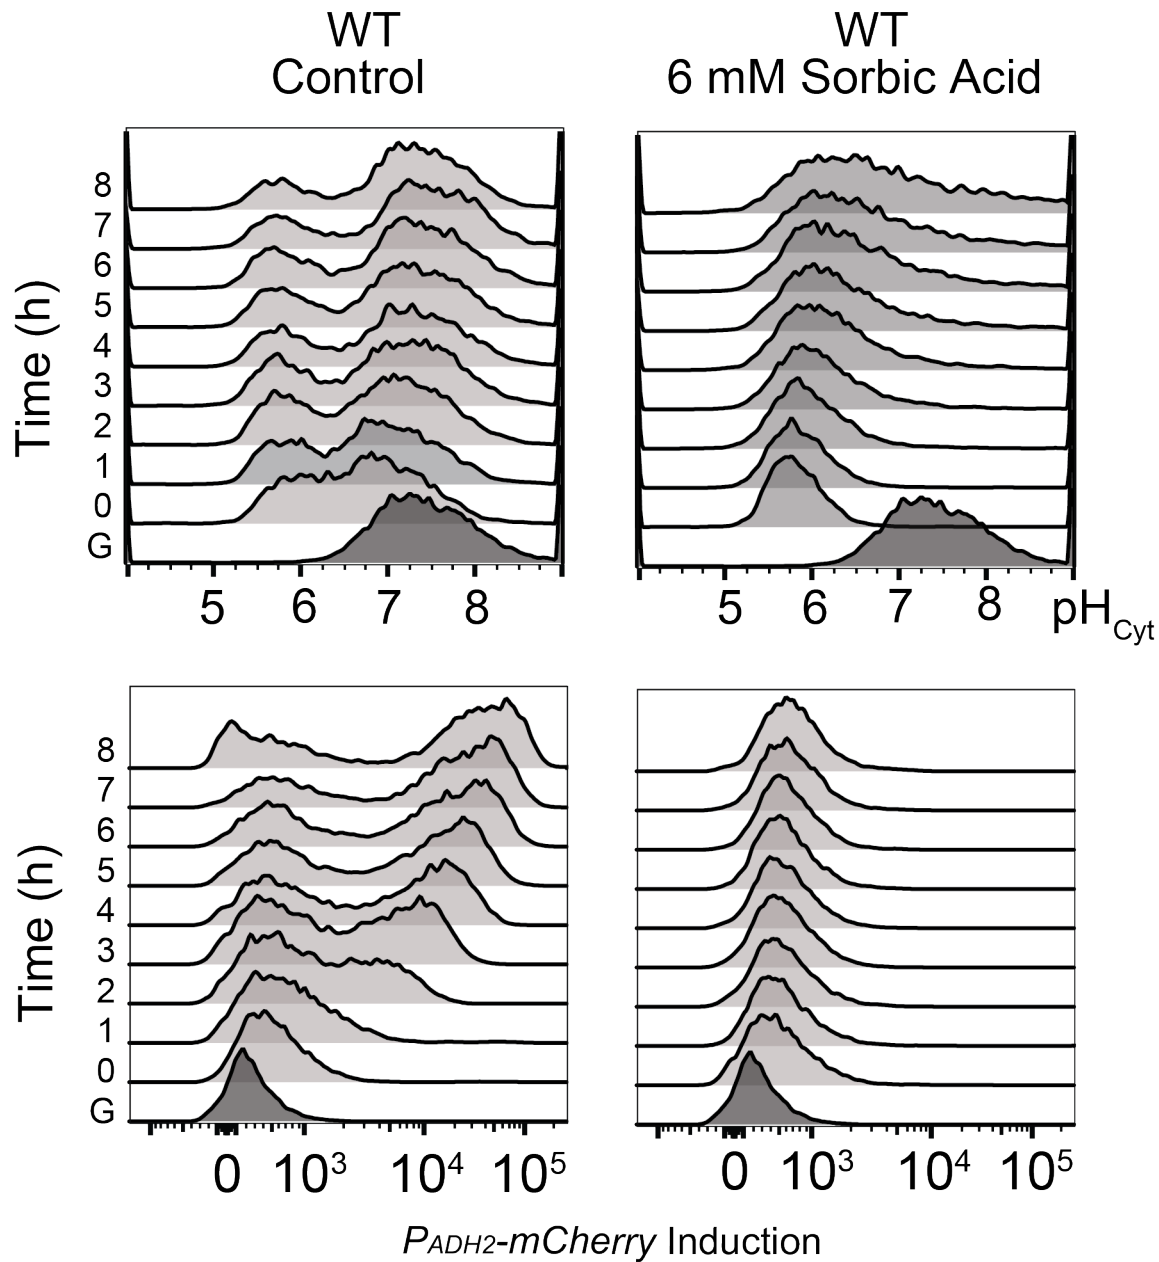 WT
Control
WT
6 mM Sorbic Acid
Time (h)
8
7
6
5
4
3
2
1
0
G
5 6 7 8
5 6 7 8 pHCyt
Time (h)
8
7
6
5
4
3
2
1
0
G
0 10³ 10⁴ 10⁵
0 10³ 10⁴ 10⁵
PADH2-mCherry Induction